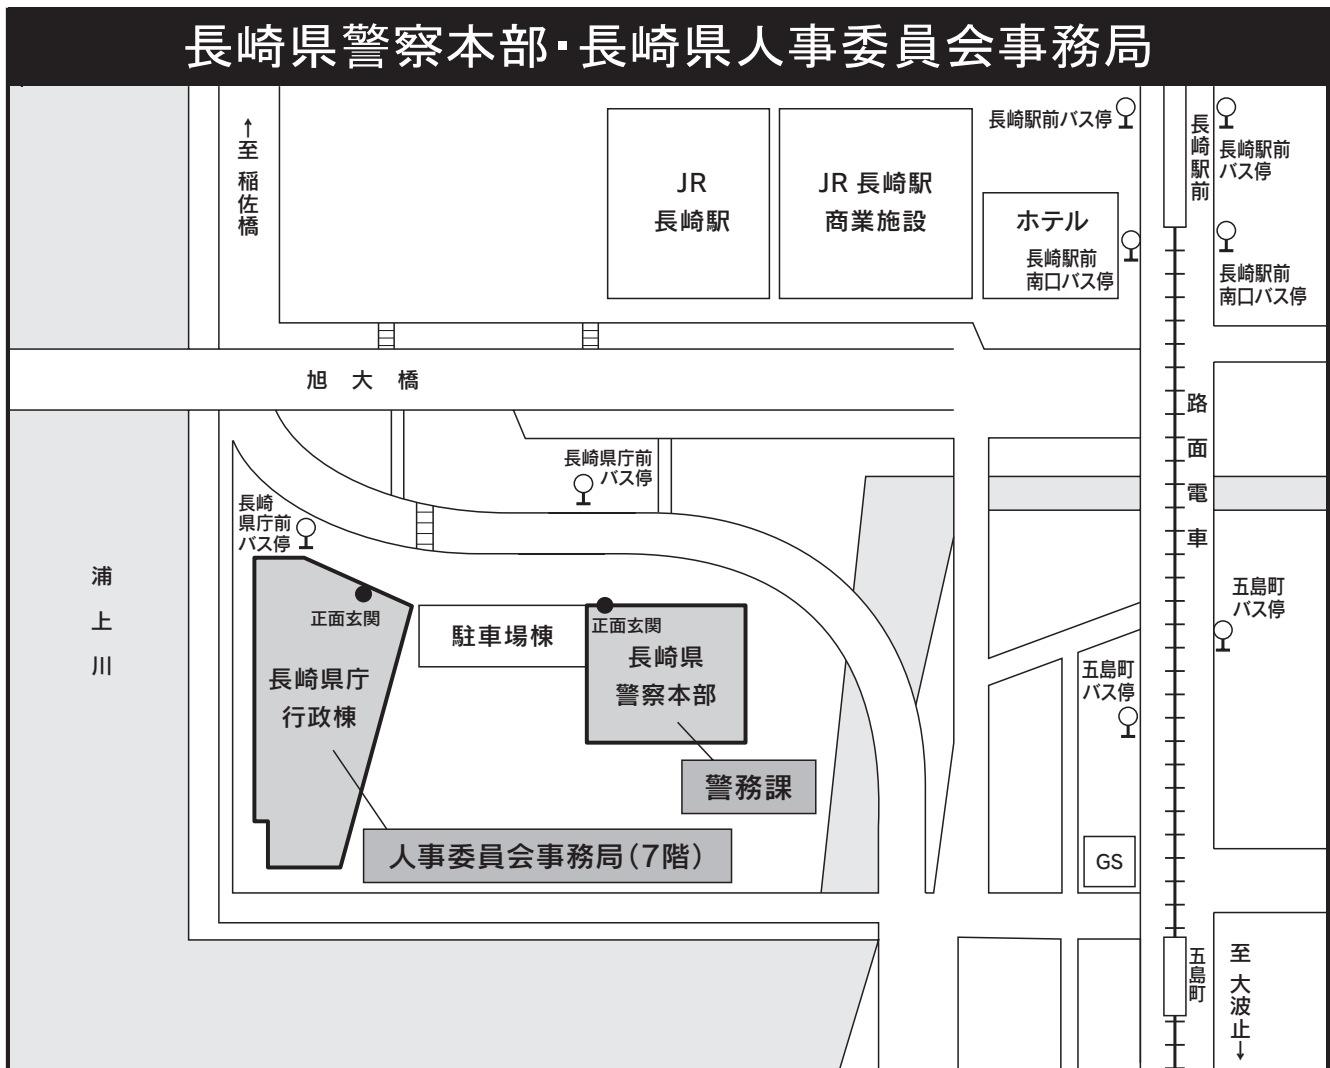 長崎県警察本部・長崎県人事委員会事務局
←至 稲佐橋
JR
長崎駅
JR 長崎駅
商業施設
長崎駅前バス停
ホテル
長崎駅前
南口バス停
長崎駅前
長崎駅前
バス停
長崎駅前
南口バス停
旭大橋
路面電車
長崎県庁前
バス停
長崎
県庁前
バス停
浦上川
正面玄関
駐車場棟
正面玄関
長崎県
警察本部
長崎県庁
行政棟
警務課
人事委員会事務局(7階)
五島町
バス停
五島町
バス停
GS
五島町
至 大波止→